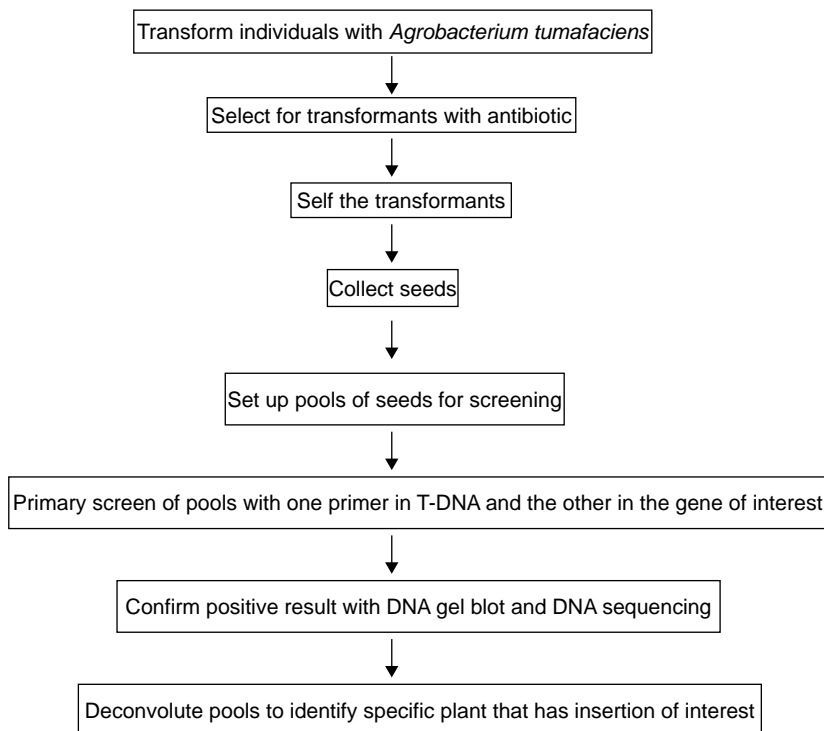 Transform individuals with Agrobacterium tumafaciens
Select for transformants with antibiotic
Self the transformants
Collect seeds
Set up pools of seeds for screening
Primary screen of pools with one primer in T-DNA and the other in the gene of interest
Confirm positive result with DNA gel blot and DNA sequencing
Deconvolute pools to identify specific plant that has insertion of interest